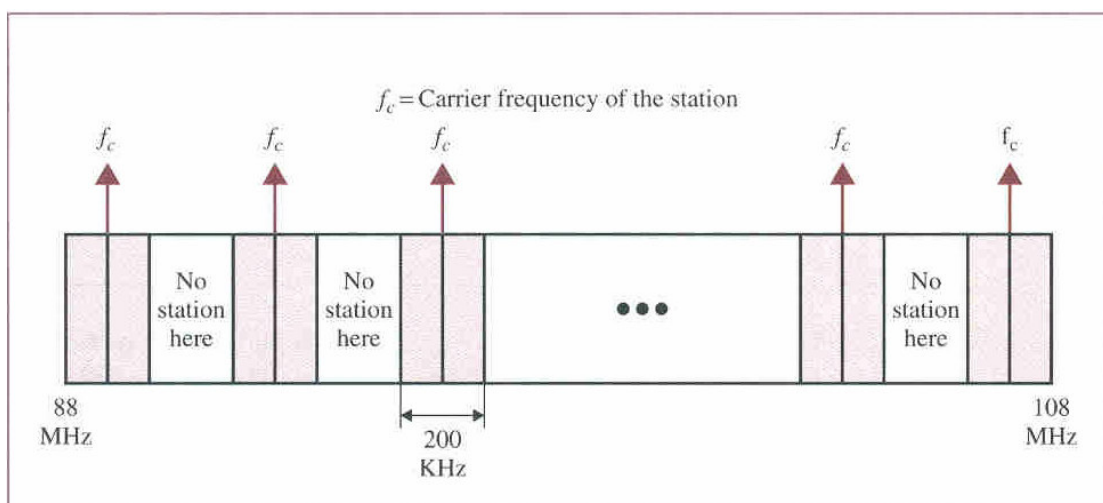 f_c = Carrier frequency of the station
f_c
f_c
f_c
f_c
f_c
No
station
here
No
station
here
•••
No
station
here
88
MHz
200
KHz
108
MHz